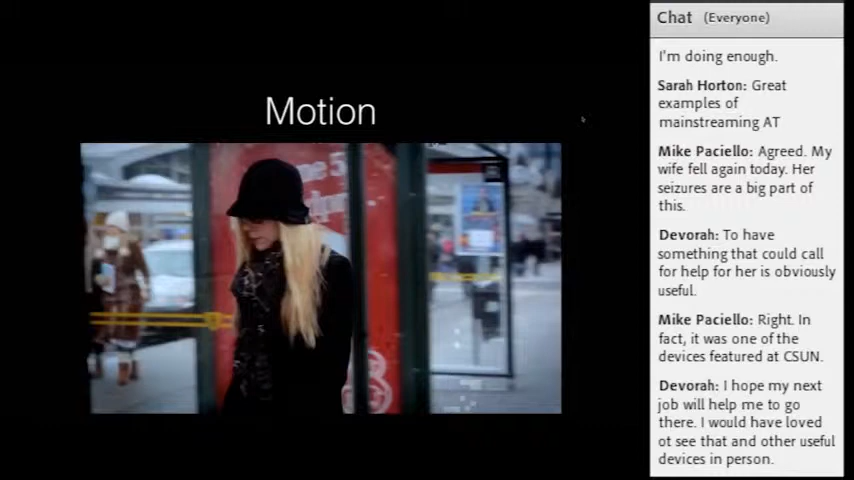 Motion
Chat (Everyone)
I'm doing enough.
Sarah Horton: Great
examples of
mainstreaming AT
Mike Paciello: Agreed. My
wife fell again today. Her
seizures are a big part of
this.
Devorah: To have
something that could call
for help for her is obviously
useful.
Mike Paciello: Right. In
fact, it was one of the
devices featured at CSUN.
Devorah: I hope my next
job will help me to go
there. I would have loved
ot see that and other useful
devices in person.